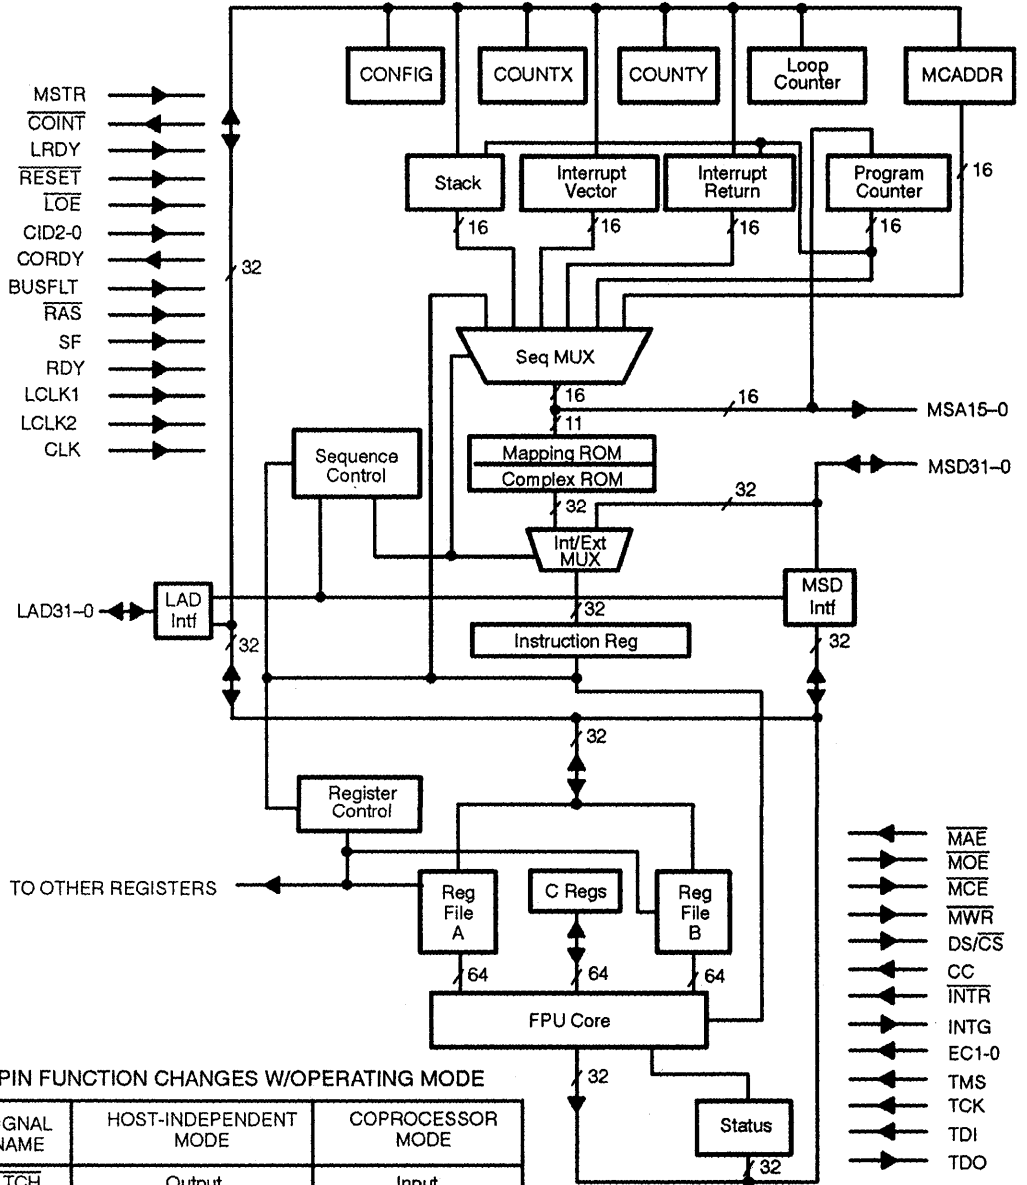 CONFIG
COUNTX
COUNTY
Loop
Counter
MCADDR
MSTR
COINT
LRDY
RESET
LOE
CID2-0
CORDY
BUSFLT
RAS
SF
RDY
LCLK1
LCLK2
CLK
32
Stack
Interrupt
Vector
Interrupt
Return
Program
Counter
16
16
16
16
16
Seq MUX
16
16
11
MSA15–0
Mapping ROM
Complex ROM
Sequence
Control
MSD31–0
32
32
Int/Ext
MUX
LAD31–0
LAD
Intf
MSD
Intf
32
32
32
Instruction Reg
32
Register
Control
TO OTHER REGISTERS
Reg
File
A
C Regs
Reg
File
B
64
64
64
FPU Core
32
Status
32
MAE
MOE
MCE
MWR
DS/CS
CC
INTR
INTG
EC1-0
TMS
TCK
TDI
TDO
PIN FUNCTION CHANGES W/OPERATING MODE
GNAL
NAME
HOST-INDEPENDENT
MODE
COPROCESSOR
MODE
TCH
Output
Input